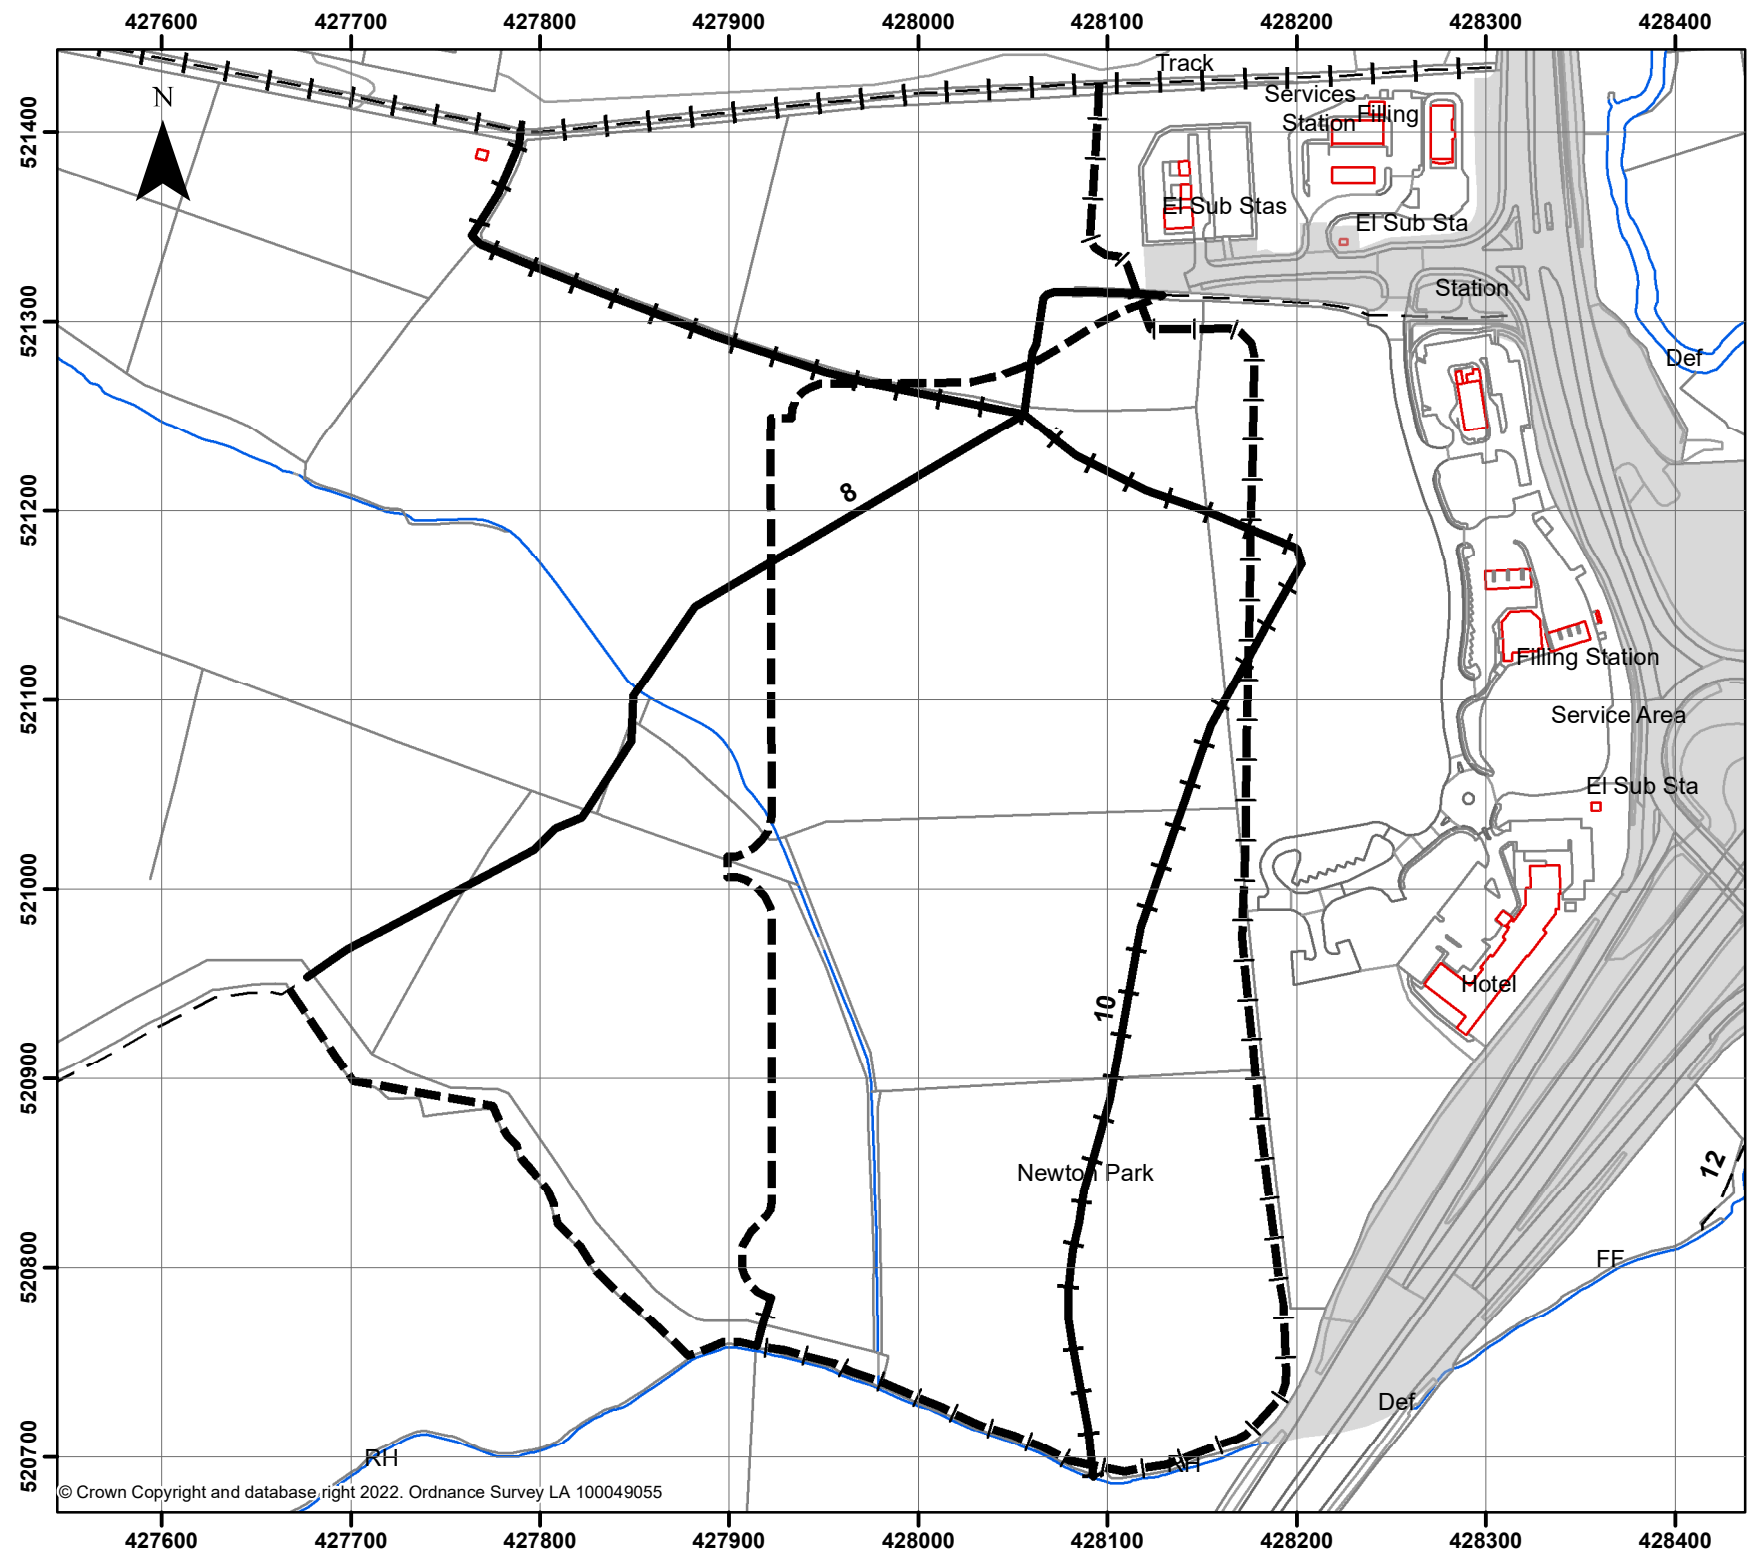 427600 427700 427800 427900 428000 428100 428200 428300 428400
Track
N
Services
Filling
Station
521400
El Sub Stas
El Sub Sta
Station
521300
Def
8
521200
Filling Station
521100
Service Area
El Sub Sta
521000
Hotel
10
520900
12
Newton Park
FF
520800
Def
RH
RH
520700
© Crown Copyright and database right 2022. Ordnance Survey LA 100049055
427600 427700 427800 427900 428000 428100 428200 428300 428400